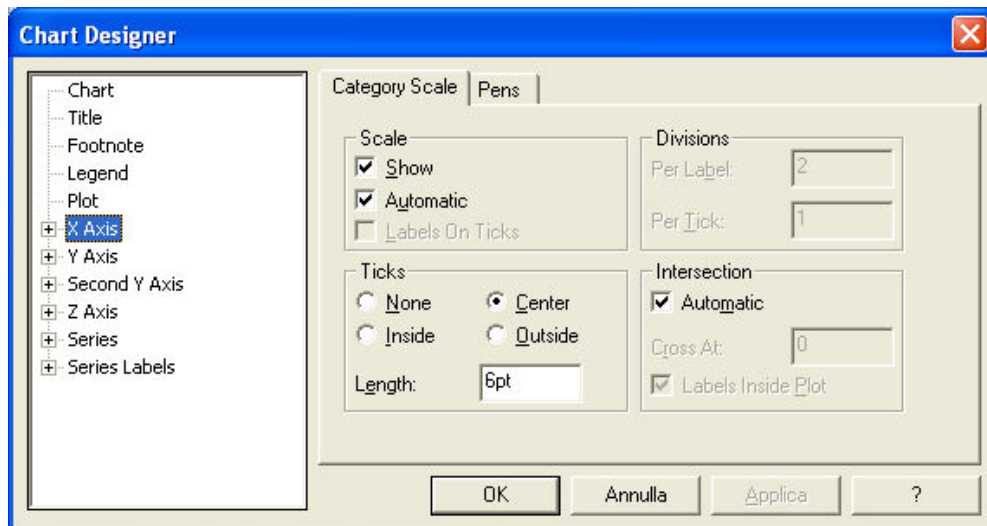 Chart Designer
Chart
Title
Footnote
Legend
Plot
X Axis
Y Axis
Second Y Axis
Z Axis
Series
Series Labels
Category Scale Pens
Scale
Show
Automatic
Labels On Ticks
Divisions
Per Label: 2
Per Tick: 1
Ticks
None Center
Inside Outside
Length: 6pt
Intersection
Automatic
Cross At: 0
Labels Inside Plot
OK Annulla Applica ?